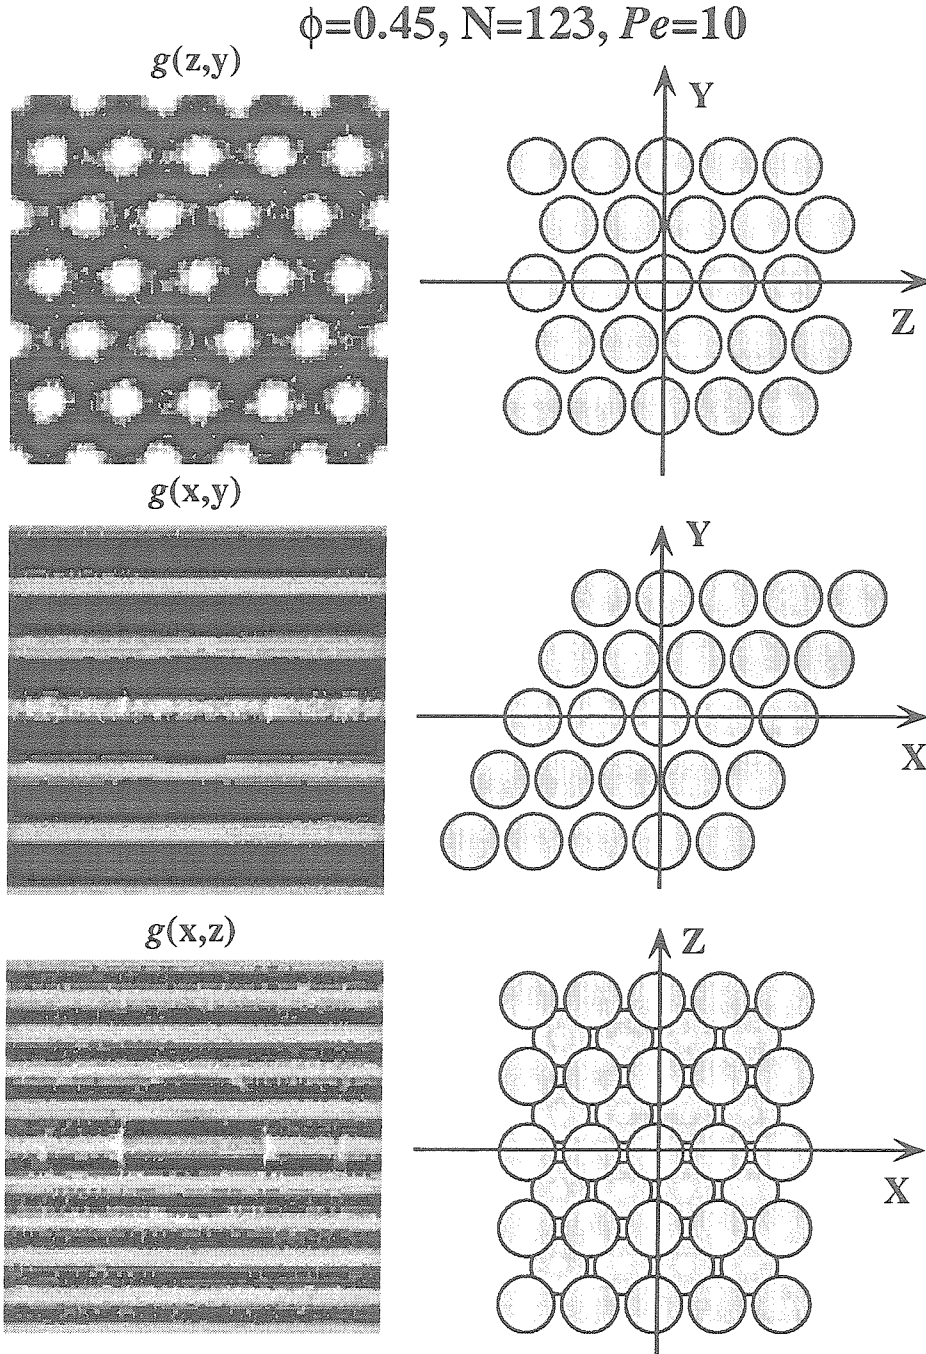 ϕ=0.45, N=123, Pe=10
g(z,y)
Y
Z
g(x,y)
Y
X
g(x,z)
Z
X